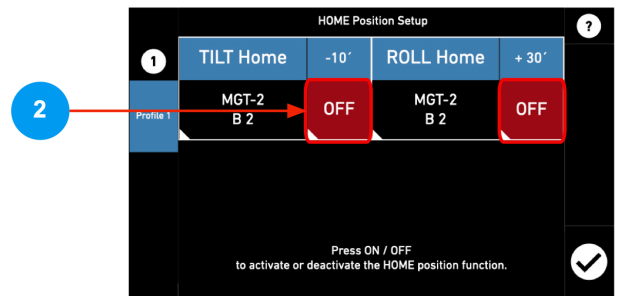 HOME Position Setup
?
1
TILT Home
-10´
ROLL Home
+ 30´
2
Profile 1
MGT-2
B 2
OFF
MGT-2
B 2
OFF
Press ON / OFF
to activate or deactivate the HOME position function.